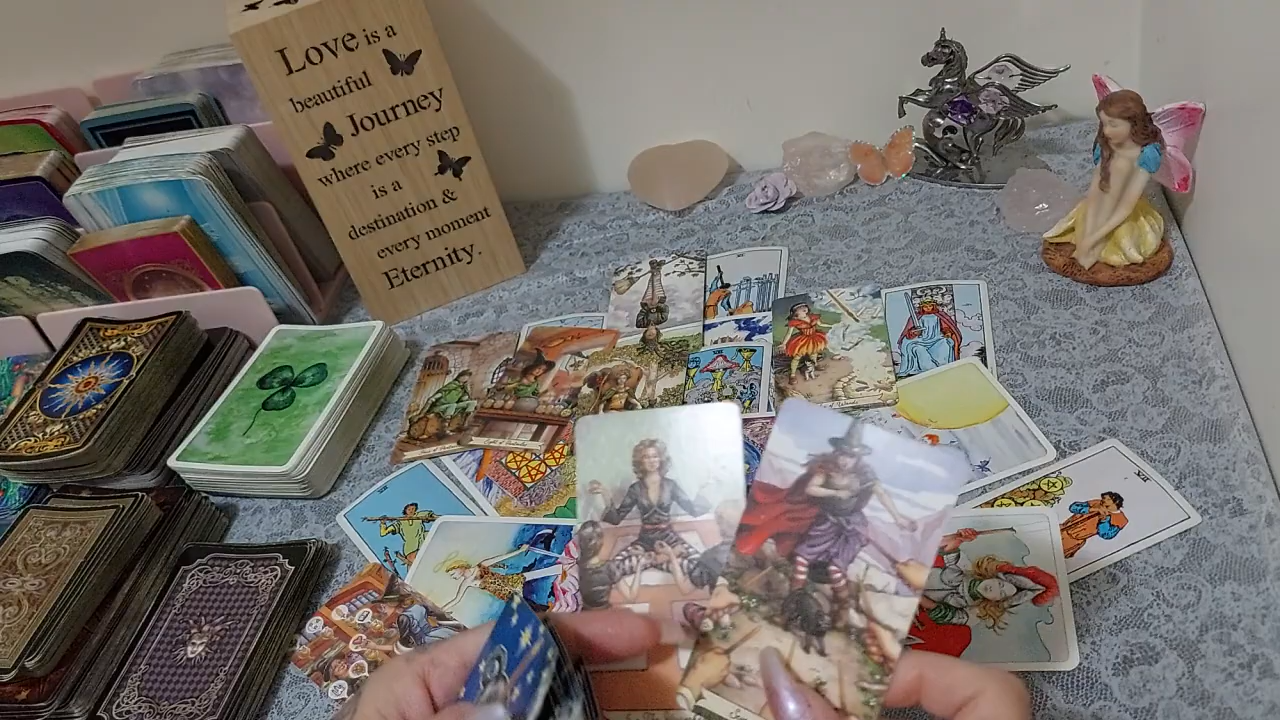 Love is a
beautiful
Journey
where every step
is a
destination &
every moment
Eternity.